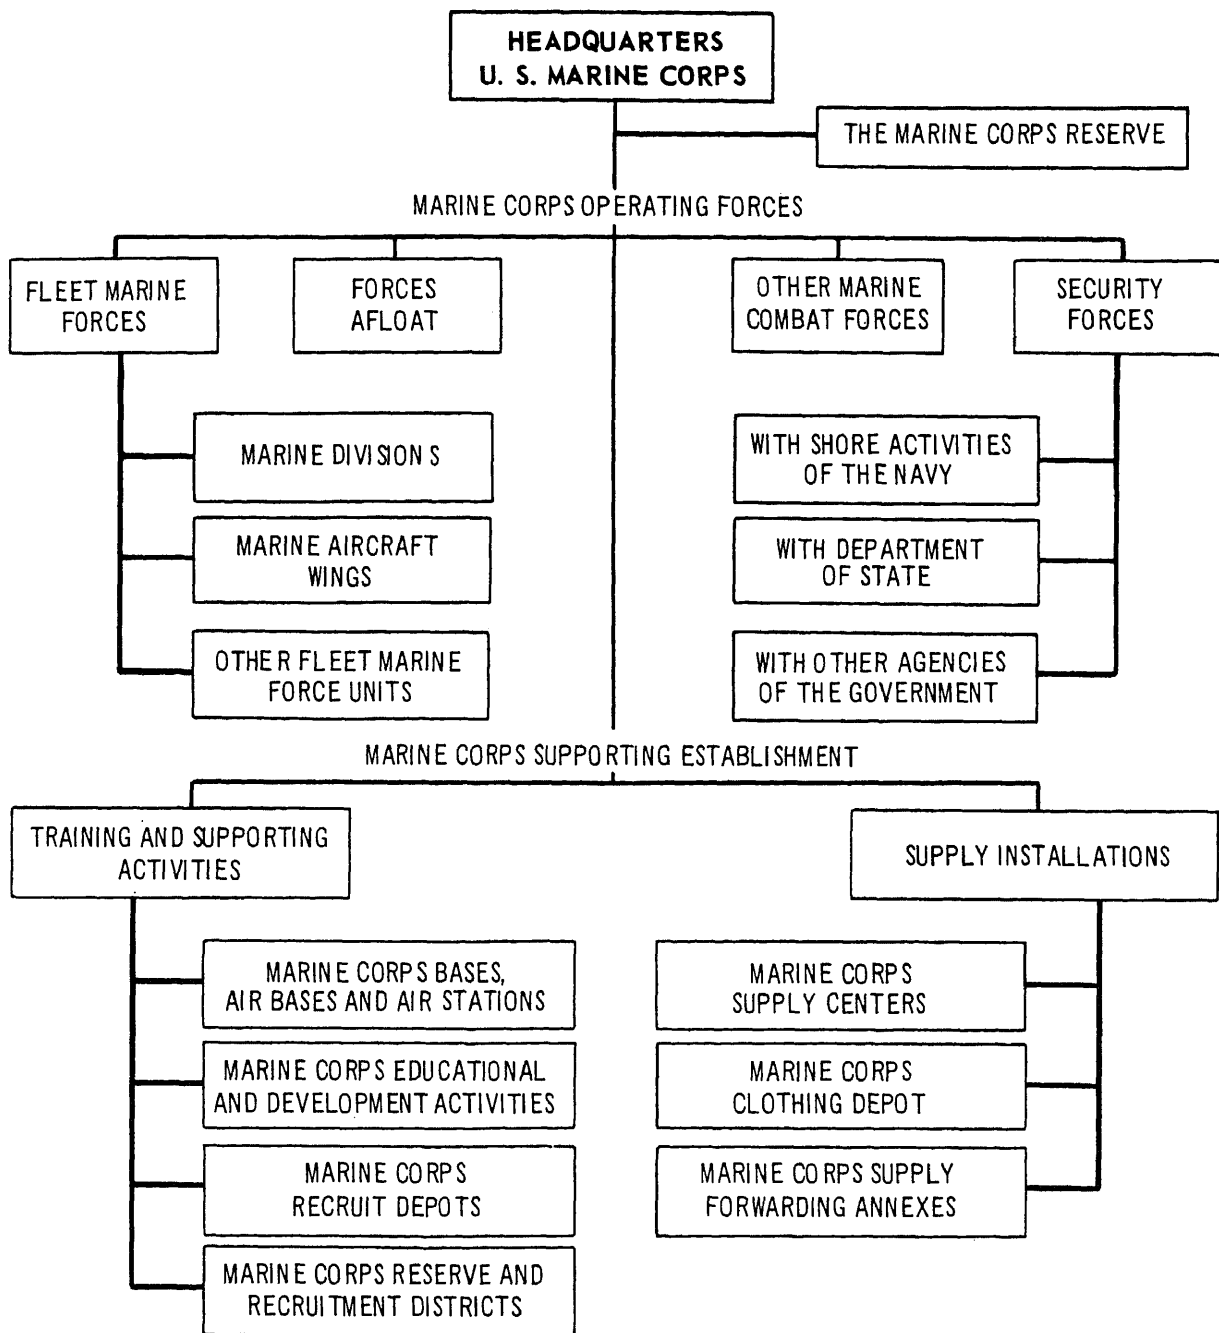 HEADQUARTERS
U. S. MARINE CORPS
THE MARINE CORPS RESERVE
MARINE CORPS OPERATING FORCES
FLEET MARINE
FORCES
FORCES
AFLOAT
OTHER MARINE
COMBAT FORCES
SECURITY
FORCES
MARINE DIVISIONS
MARINE AIRCRAFT
WINGS
OTHER FLEET MARINE
FORCE UNITS
WITH SHORE ACTIVITIES
OF THE NAVY
WITH DEPARTMENT
OF STATE
WITH OTHER AGENCIES
OF THE GOVERNMENT
MARINE CORPS SUPPORTING ESTABLISHMENT
TRAINING AND SUPPORTING
ACTIVITIES
SUPPLY INSTALLATIONS
MARINE CORPS BASES,
AIR BASES AND AIR STATIONS
MARINE CORPS EDUCATIONAL
AND DEVELOPMENT ACTIVITIES
MARINE CORPS
RECRUIT DEPOTS
MARINE CORPS RESERVE AND
RECRUITMENT DISTRICTS
MARINE CORPS
SUPPLY CENTERS
MARINE CORPS
CLOTHING DEPOT
MARINE CORPS SUPPLY
FORWARDING ANNEXES